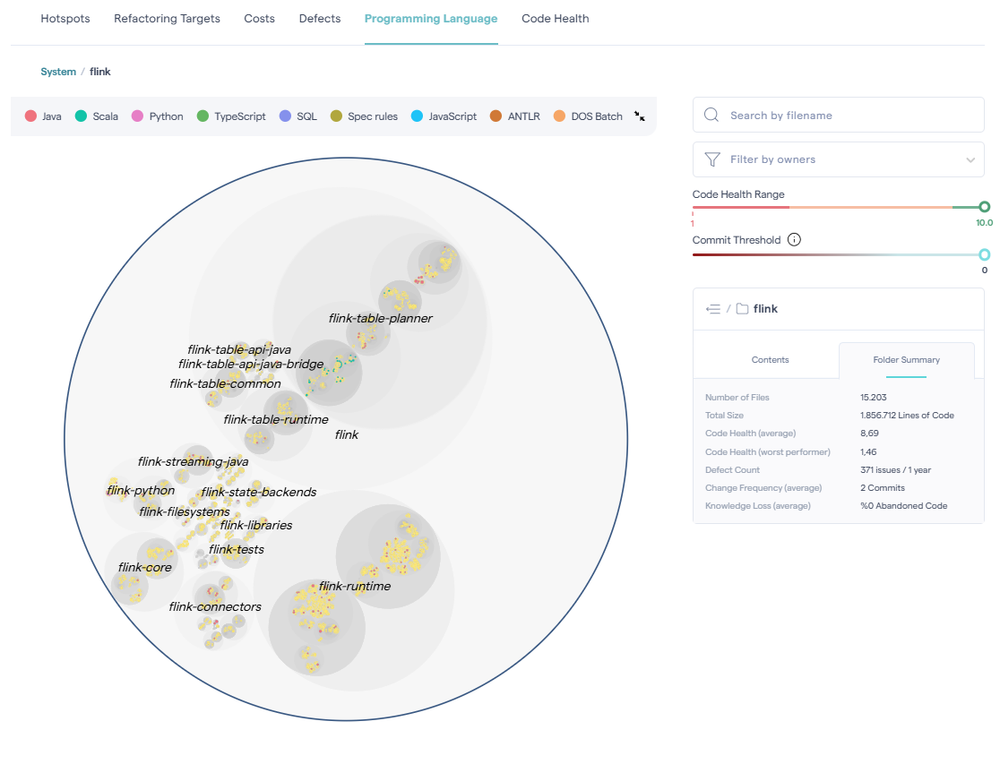 Hotspots Refactoring Targets Costs Defects Programming Language Code Health
System / flink
Java Scala Python TypeScript SQL Spec rules JavaScript ANTLR DOS Batch
Search by filename
Filter by owners
Code Health Range
1 10.0
Commit Threshold
0
/ flink
Contents Folder Summary
Number of Files 15.203
Total Size 1.856.712 Lines of Code
Code Health (average) 8,69
Code Health (worst performer) 1,46
Defect Count 371 issues / 1 year
Change Frequency (average) 2 Commits
Knowledge Loss (average) %0 Abandoned Code
flink-table-planner
flink-table-api-java
flink-table-api-java-bridge
flink-table-common
flink-table-runtime
flink
flink-streaming-java
flink-python
flink-state-backends
flink-filesystems
flink-libraries
flink-tests
flink-core
flink-runtime
flink-connectors